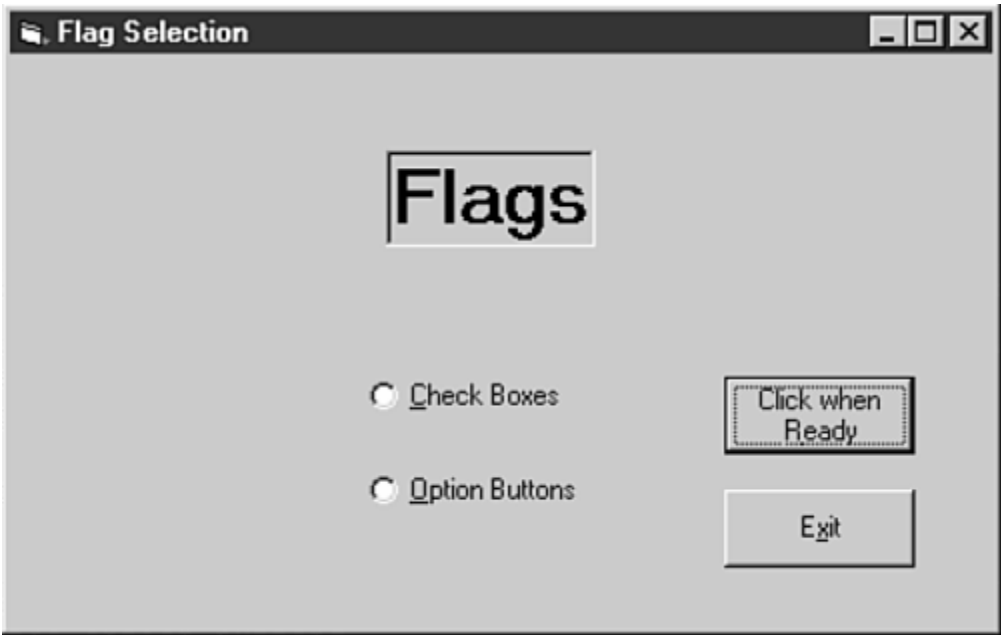 Flag Selection
Flags
Check Boxes
Click when
Ready
Option Buttons
Exit